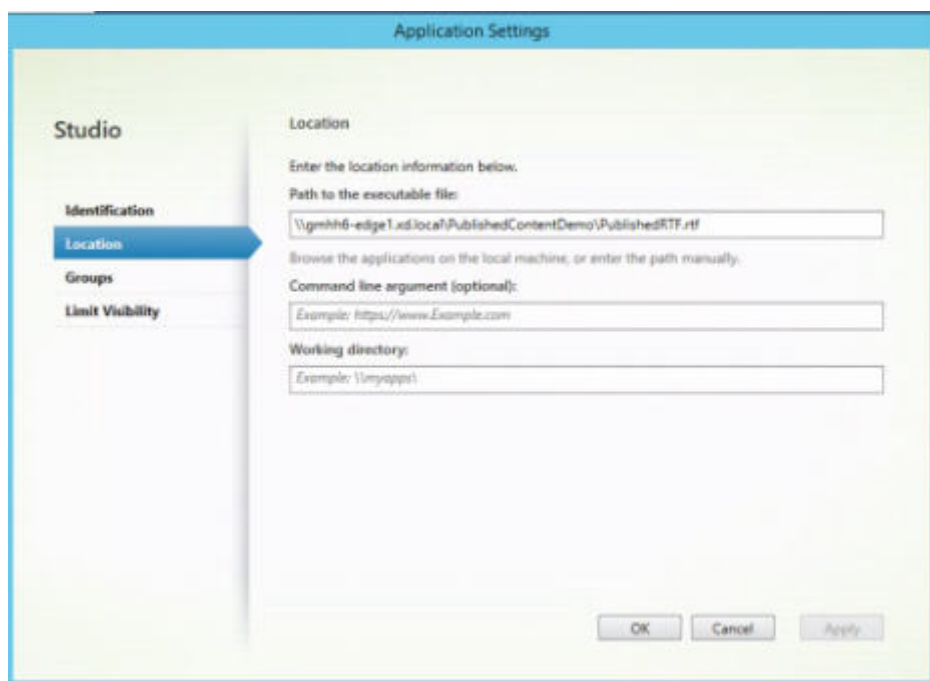 Application Settings
Studio
Identification
Location
Groups
Limit Visibility
Location
Enter the location information below.
Path to the executable file:
\\gmhh6-edge1.xd.local\PublishedContentDemo\PublishedRTF.rtf
Browse the applications on the local machine, or enter the path manually.
Command line argument (optional):
Example: https://www.Example.com
Working directory:
Example: \\myapps\
OK
Cancel
Apply